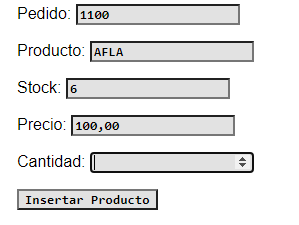 Pedido: 1100
Producto: AFLA
Stock: 6
Precio: 100,00
Cantidad:
Insertar Producto